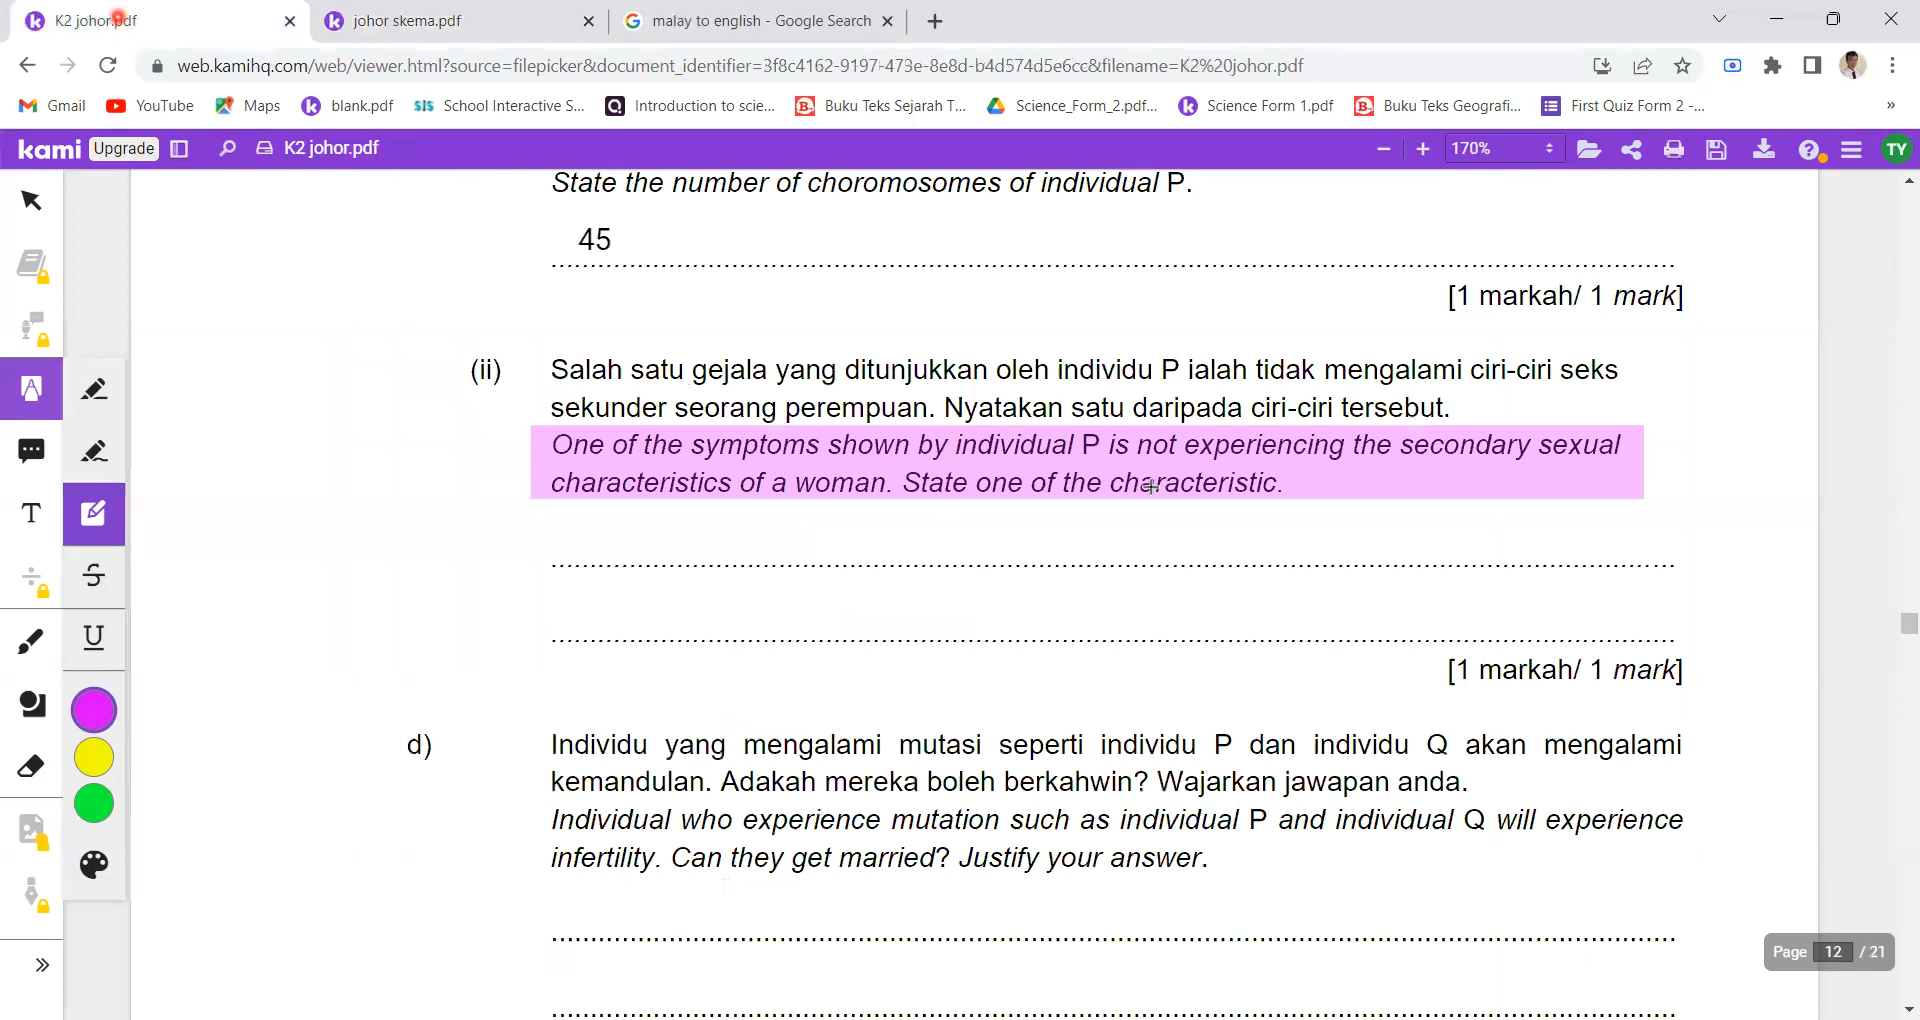 K2 johor.pdf
johor skema.pdf
malay to english - Google Search
web.kamihq.com/web/viewer.html?source=filepicker&document_identifier=3f8c4162-9197-473e-8e8d-b4d574d5e6cc&filename=K2%20johor.pdf
Gmail
YouTube
Maps
blank.pdf
School Interactive S...
Introduction to scie...
Buku Teks Sejarah T...
Science_Form_2.pdf...
Science Form 1.pdf
Buku Teks Geografi...
First Quiz Form 2 -...
»
kami Upgrade K2 johor.pdf 170% TY
State the number of choromosomes of individual P.
45
[1 markah/ 1 mark]
(ii) Salah satu gejala yang ditunjukkan oleh individu P ialah tidak mengalami ciri-ciri seks
sekunder seorang perempuan. Nyatakan satu daripada ciri-ciri tersebut.
One of the symptoms shown by individual P is not experiencing the secondary sexual
characteristics of a woman. State one of the characteristic.
[1 markah/ 1 mark]
d) Individu yang mengalami mutasi seperti individu P dan individu Q akan mengalami
kemandulan. Adakah mereka boleh berkahwin? Wajarkan jawapan anda.
Individual who experience mutation such as individual P and individual Q will experience
infertility. Can they get married? Justify your answer.
Page 12 / 21